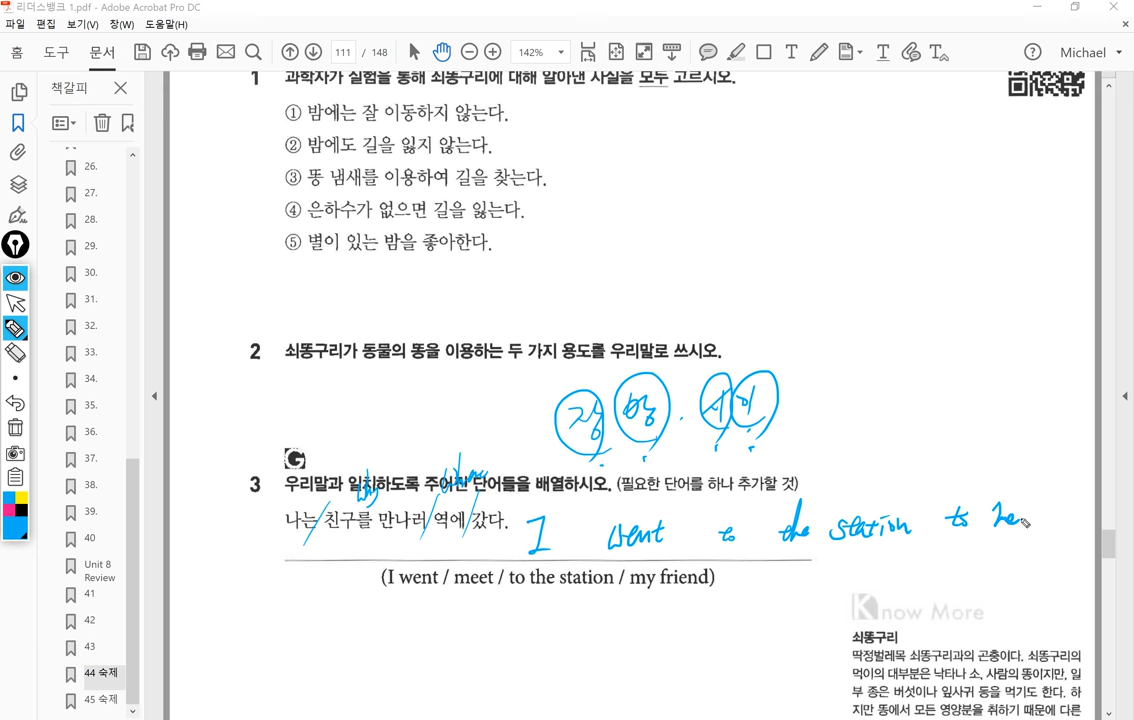 리더스뱅크 1.pdf - Adobe Acrobat Pro DC
파일 편집 보기(V) 창(W) 도움말(H)
홈 도구 문서 111 / 148 142% Michael
책갈피
26.
27.
28.
29.
30.
31.
32.
33.
34.
35.
36.
37.
38.
39.
40
Unit 8
Review
41
42
43
44 숙제
45 숙제
1 과학자가 실험을 통해 쇠똥구리에 대해 알아낸 사실을 모두 고르시오.
① 밤에는 잘 이동하지 않는다.
② 밤에도 길을 잃지 않는다.
③ 똥 냄새를 이용하여 길을 찾는다.
④ 은하수가 없으면 길을 잃는다.
⑤ 별이 있는 밤을 좋아한다.
2 쇠똥구리가 동물의 똥을 이용하는 두 가지 용도를 우리말로 쓰시오.
장 방 시 이
G
why where
3 우리말과 일치하도록 주어진 단어들을 배열하시오. (필요한 단어를 하나 추가할 것)
나는 친구를 만나러 역에 갔다. I went to the station to
(I went / meet / to the station / my friend)
Know More
쇠똥구리
딱정벌레목 쇠똥구리과의 곤충이다. 쇠똥구리의
먹이의 대부분은 낙타나 소, 사람의 똥이지만, 일
부 종은 버섯이나 잎사귀 등을 먹기도 한다. 하
지만 똥에서 모든 영양분을 취하기 때문에 다른